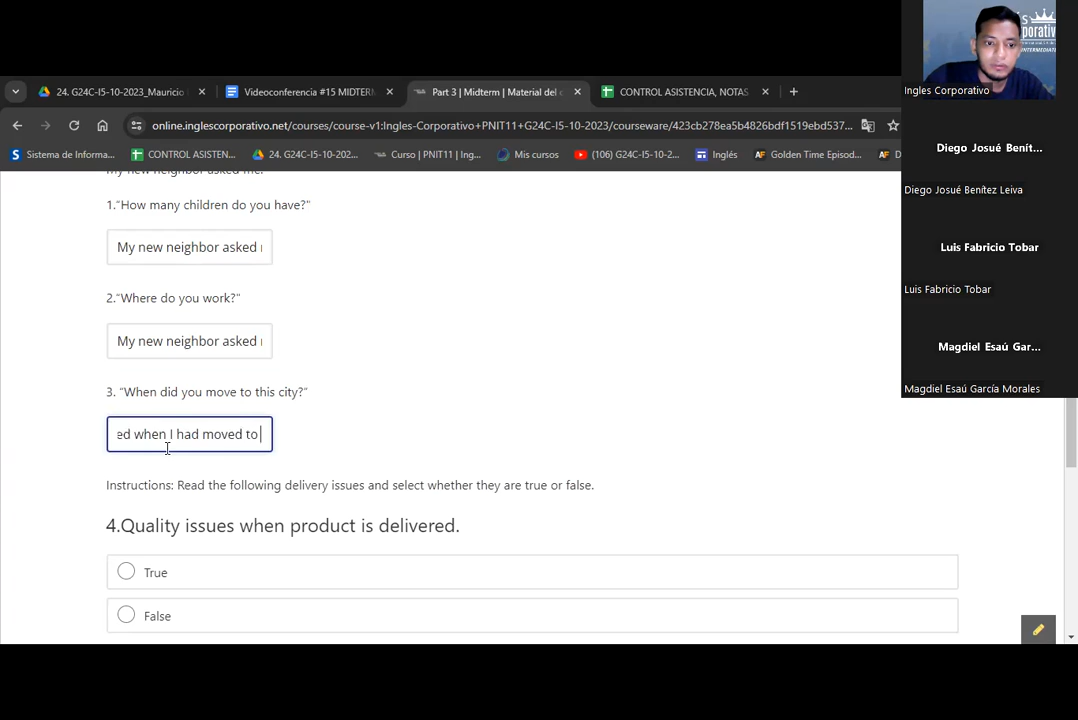 24. G24C-I5-10-2023_Mauricio
Videoconferencia #15 MIDTERM
Part 3 | Midterm | Material del c
CONTROL ASISTENCIA, NOTAS
online.inglescorporativo.net/courses/course-v1:Ingles-Corporativo+PNIT11+G24C-I5-10-2023/courseware/423cb278ea5b4826bdf1519ebd537...
Sistema de Informa...
CONTROL ASISTEN...
24. G24C-I5-10-202...
Curso | PNIT11 | Ing...
Mis cursos
(106) G24C-I5-10-2...
Inglés
Golden Time Episod...
My new neighbor asked me:
1."How many children do you have?"
My new neighbor asked
2."Where do you work?"
My new neighbor asked
3. "When did you move to this city?"
ed when I had moved to
Instructions: Read the following delivery issues and select whether they are true or false.
4.Quality issues when product is delivered.
True
False
Ingles Corporativo
Diego Josué Benít...
Diego Josué Benítez Leiva
Luis Fabricio Tobar
Luis Fabricio Tobar
Magdiel Esaú Gar...
Magdiel Esaú García Morales